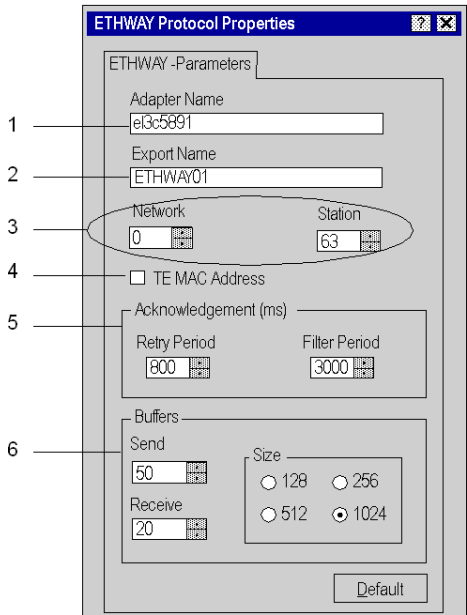 ETHWAY Protocol Properties
ETHWAY -Parameters
Adapter Name
1 el3c5891
Export Name
2 ETHWAY01
3 Network Station
0 63
4 TE MAC Address
5 Acknowledgement (ms)
Retry Period Filter Period
800 3000
Buffers
6 Send Size
50 128 256
Receive 512 1024
20
Default